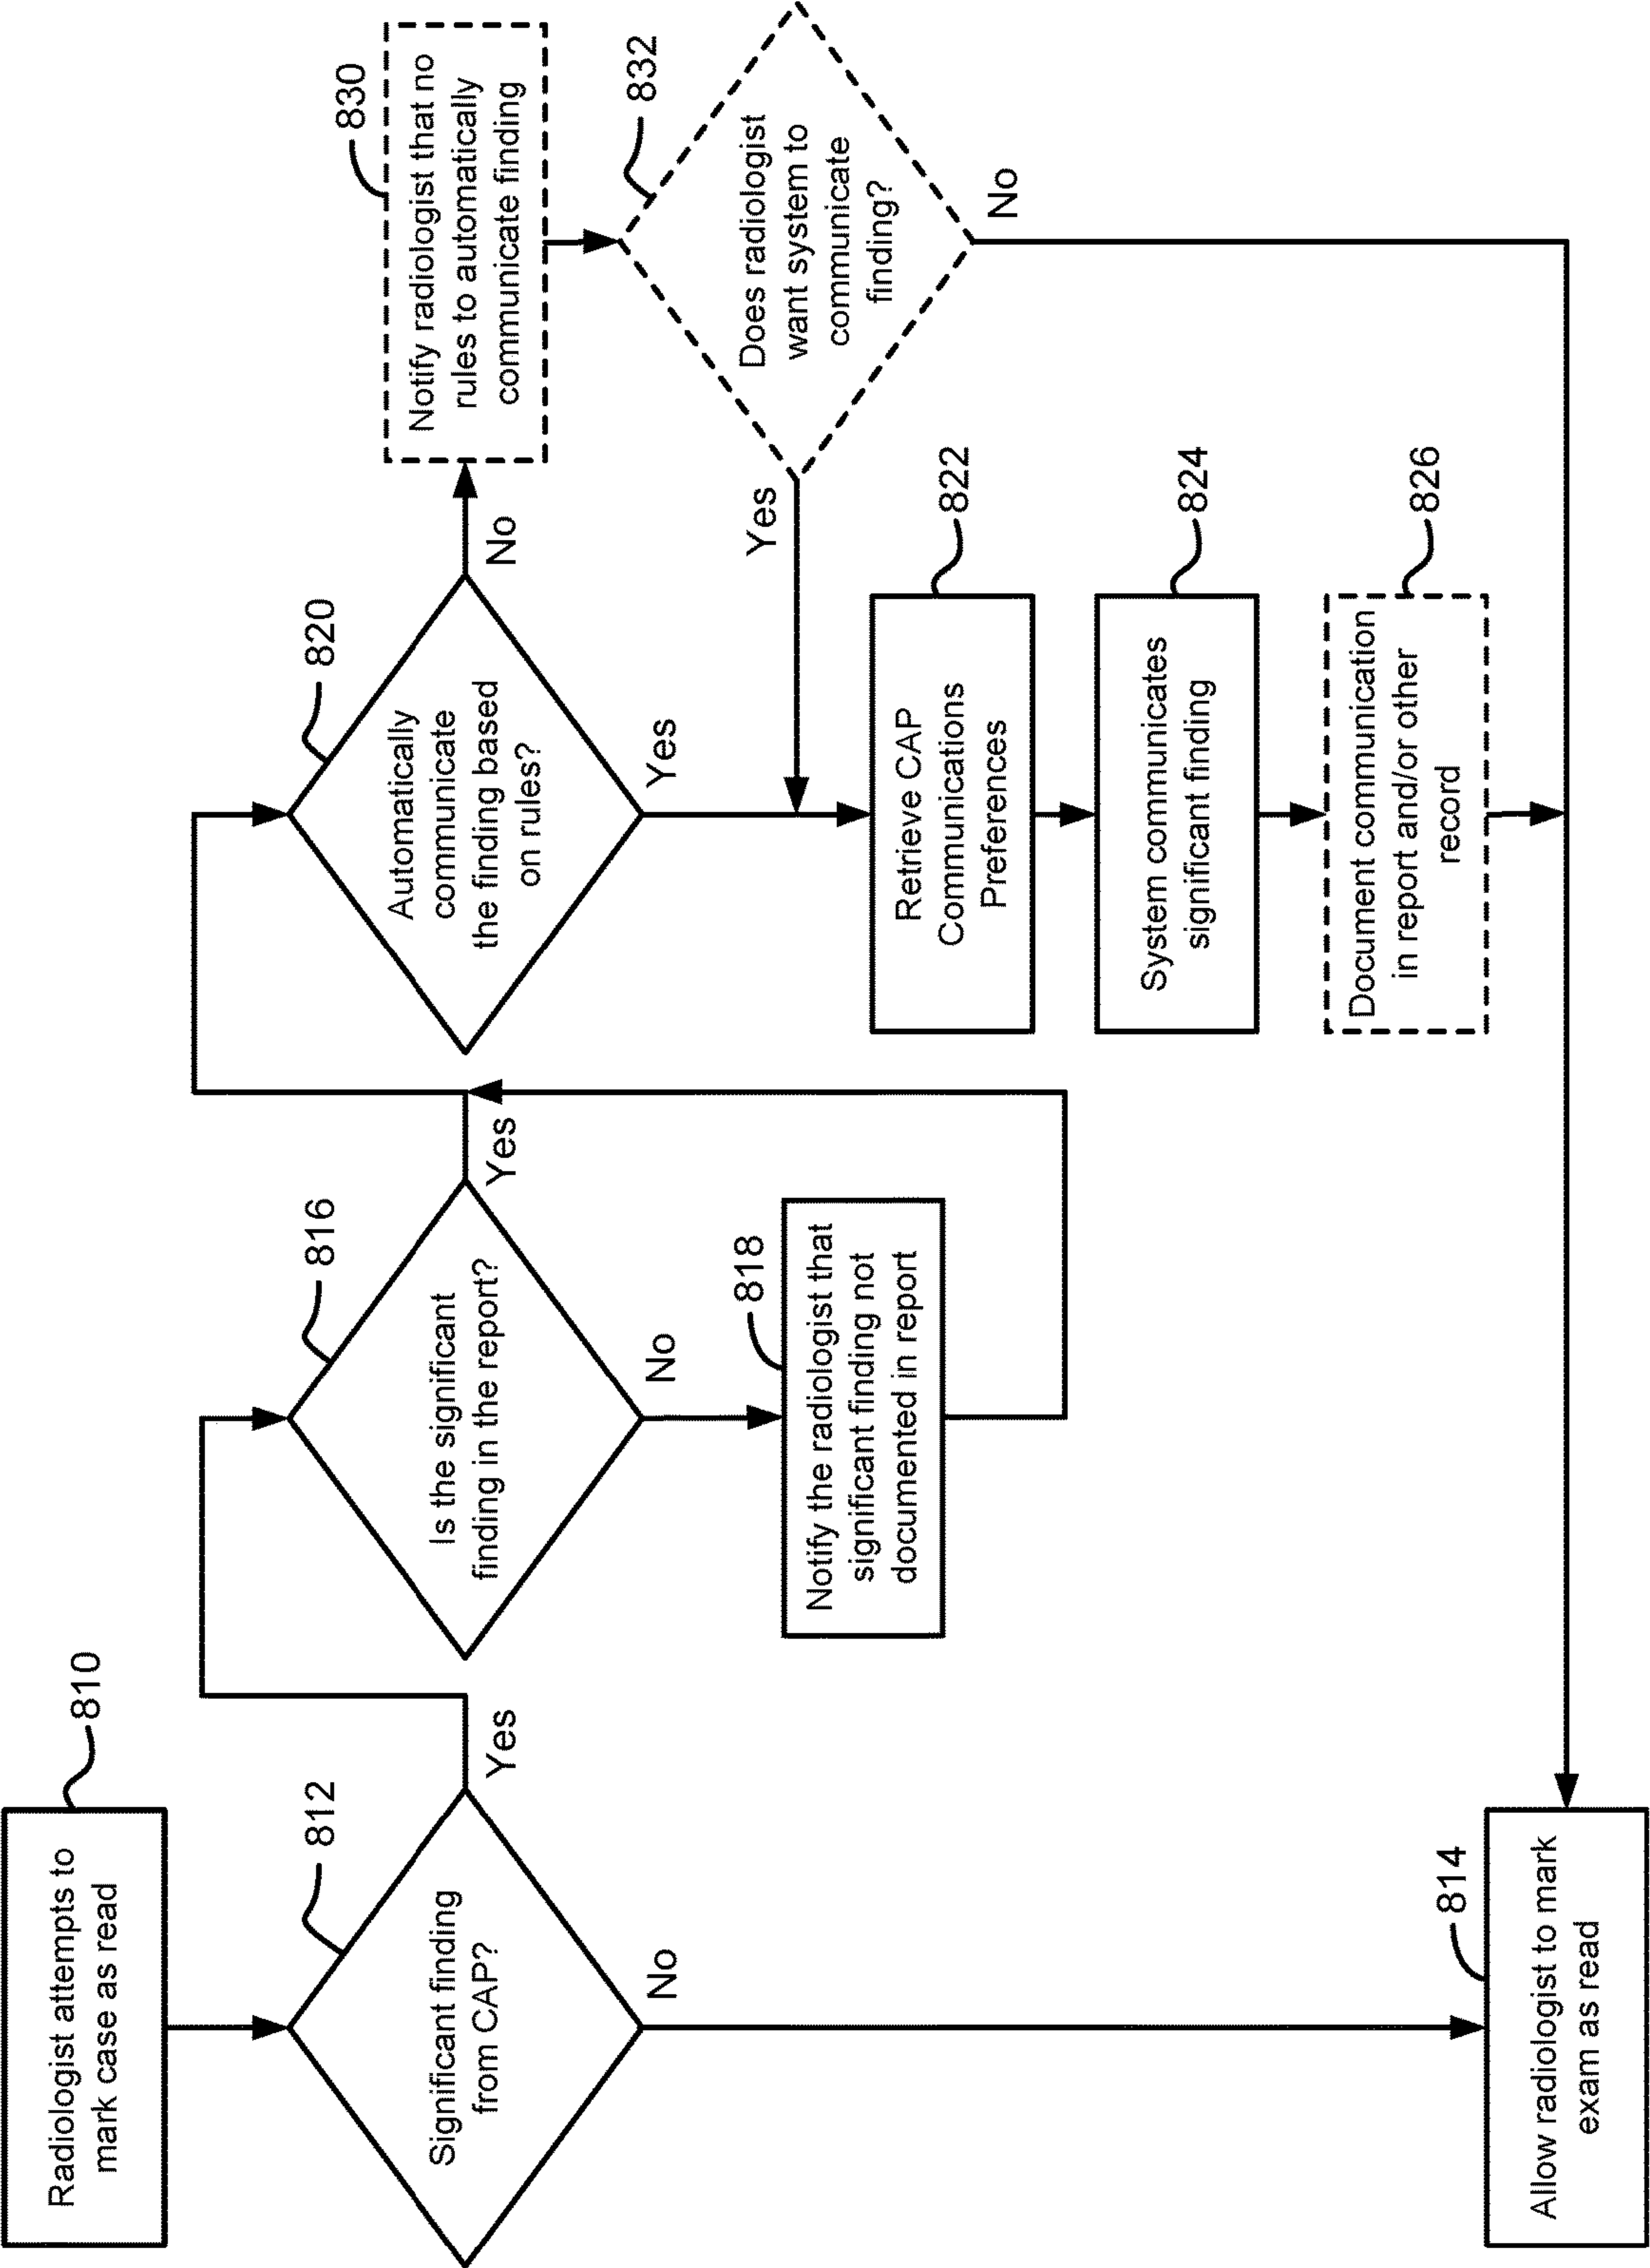 810
Radiologist attempts to
mark case as read
812
Significant finding
from CAP?
Yes
No
814
Allow radiologist to mark
exam as read
816
Is the significant
finding in the report?
Yes
No
818
Notify the radiologist that
significant finding not
documented in report
820
Automatically
communicate
the finding based
on rules?
No
Yes
822
Retrieve CAP
Communications
Preferences
824
System communicates
significant finding
826
Document communication
in report and/or other
record
830
Notify radiologist that no
rules to automatically
communicate finding
832
Does radiologist
want system to
communicate
finding?
Yes
No